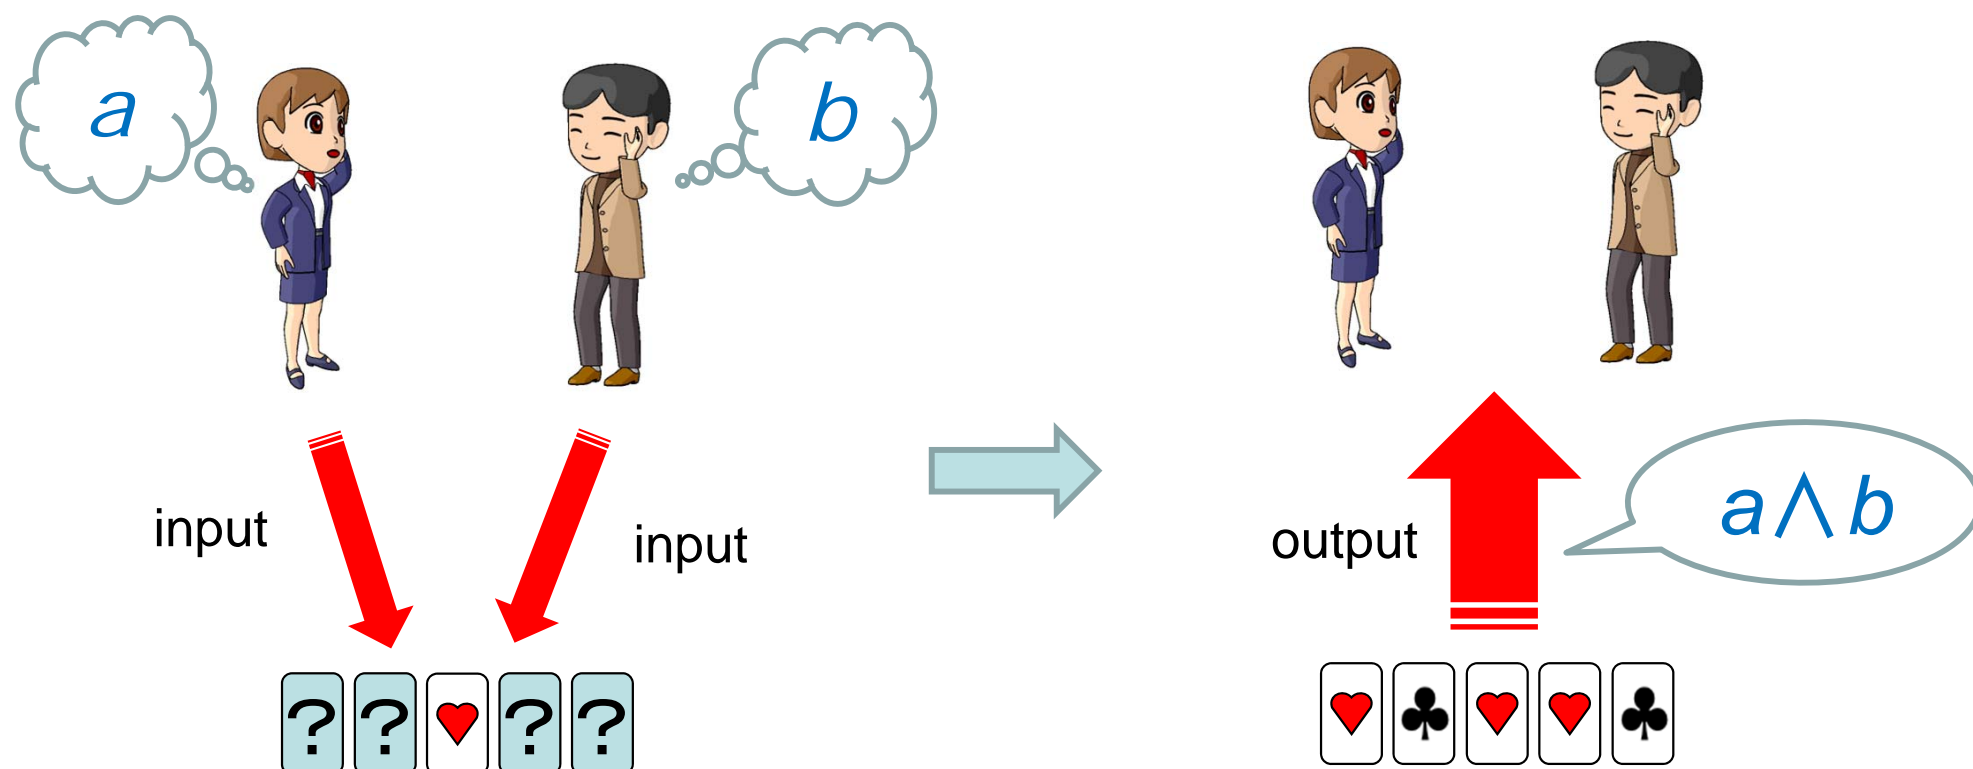 a
b
input
input
? ? ? ?
output
a∧b